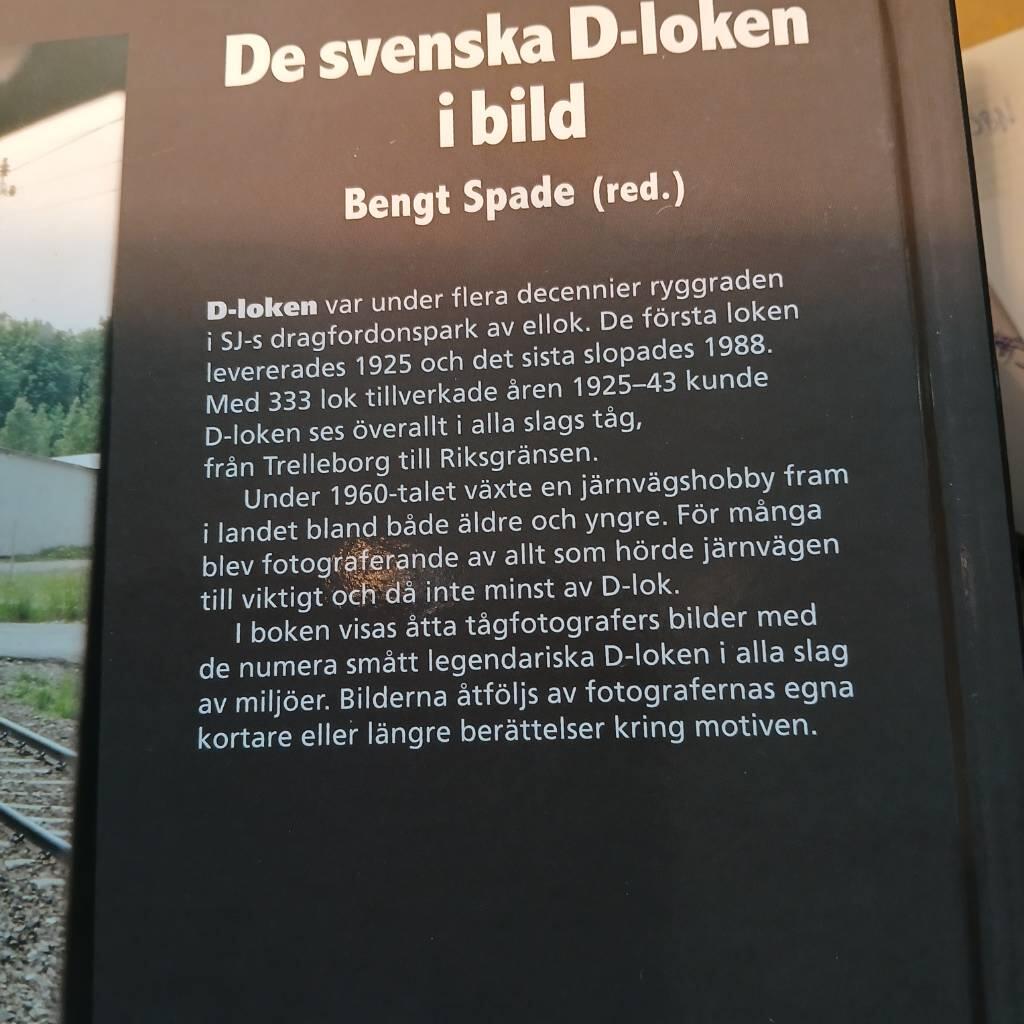 De svenska D-loken
i bild
Bengt Spade (red.)
D-loken var under flera decennier ryggraden
i SJ-s dragfordonspark av ellok. De första loken
levererades 1925 och det sista slopades 1988.
Med 333 lok tillverkade åren 1925–43 kunde
D-loken ses överallt i alla slags tåg,
från Trelleborg till Riksgränsen.
Under 1960-talet växte en järnvägshobby fram
i landet bland både äldre och yngre. För många
blev fotograferande av allt som hörde järnvägen
till viktigt och då inte minst av D-lok.
I boken visas åtta tågfotografers bilder med
de numera smått legendariska D-loken i alla slag
av miljöer. Bilderna åtföljs av fotografernas egna
kortare eller längre berättelser kring motiven.